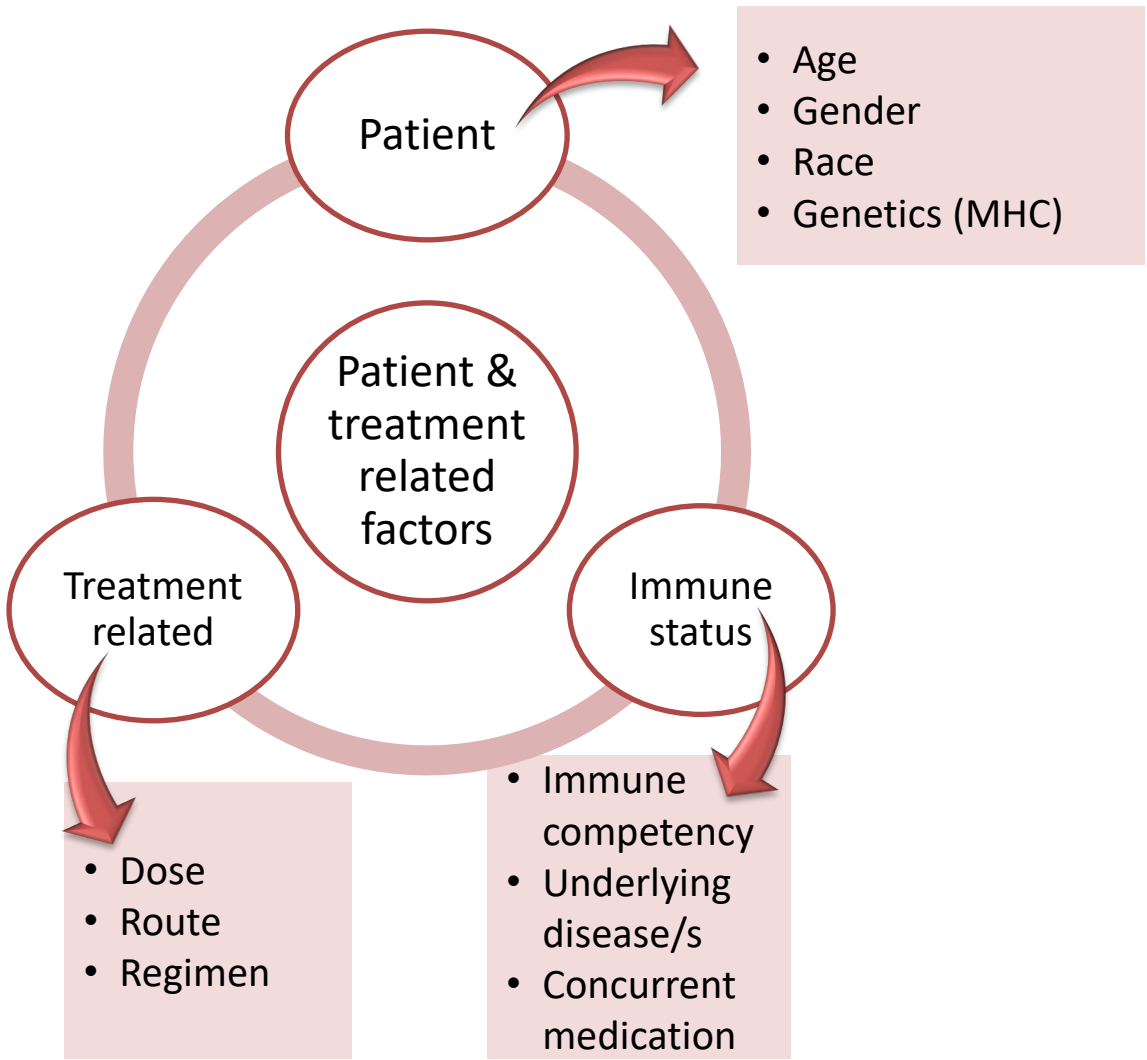 Patient
• Age
• Gender
• Race
• Genetics (MHC)
Patient &
treatment
related
factors
Treatment
related
Immune
status
• Dose
• Route
• Regimen
• Immune
competency
• Underlying
disease/s
• Concurrent
medication